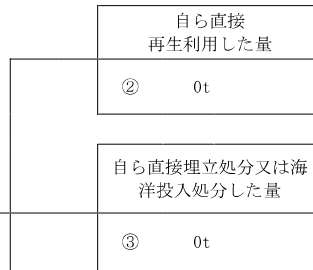 自ら直接
再生利用した量
② 0t
自ら直接埋立処分又は海
洋投入処分した量
③ 0t